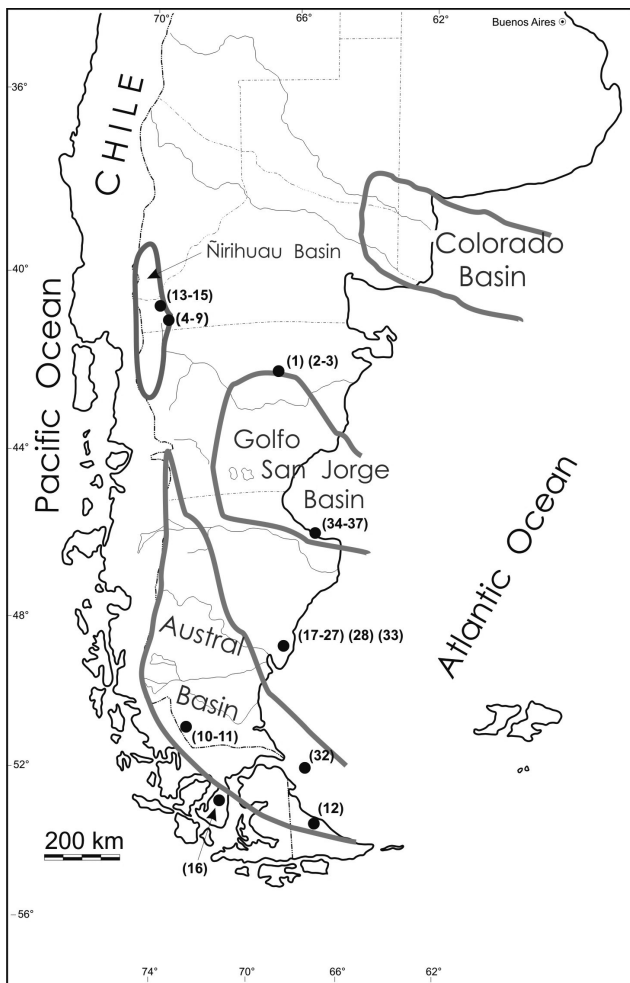 70° 66° 62°
Buenos Aires
36°
CHILE
Colorado
Basin
Ñirihuau Basin
40°
(13-15)
(4-9)
Pacific Ocean
(1) (2-3)
Golfo
San Jorge
Basin
44°
(34-37)
Atlantic Ocean
48°
(17-27) (28) (33)
Austral
Basin
(10-11)
52°
(32)
(12)
200 km
(16)
56°
74° 70° 66° 62°